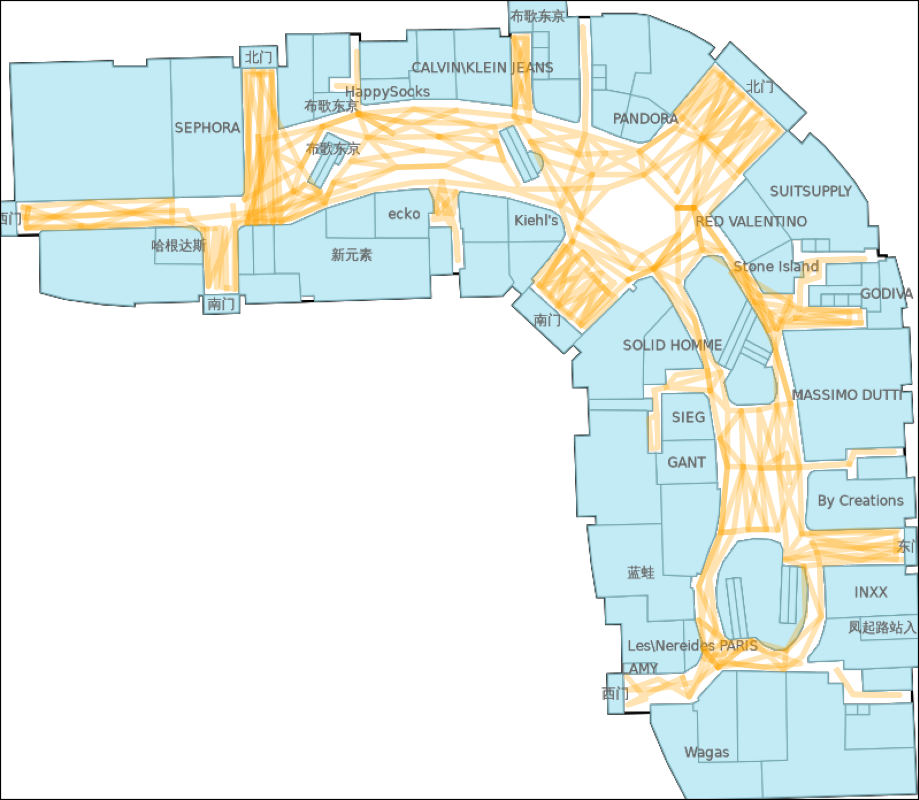 布歌东京
北门
CALVIN\KLEIN JEANS
北门
HappySocks
布歌东京
PANDORA
SEPHORA
布歌东京
SUITSUPPLY
ecko
西门
Kiehl's
RED VALENTINO
哈根达斯
新元素
Stone Island
GODIVA
南门
南门
SOLID HOMME
MASSIMO DUTTI
SIEG
GANT
By Creations
东门
蓝蛙
INXX
凤起路站入
Les\Nereides PARIS
LAMY
西门
Wagas